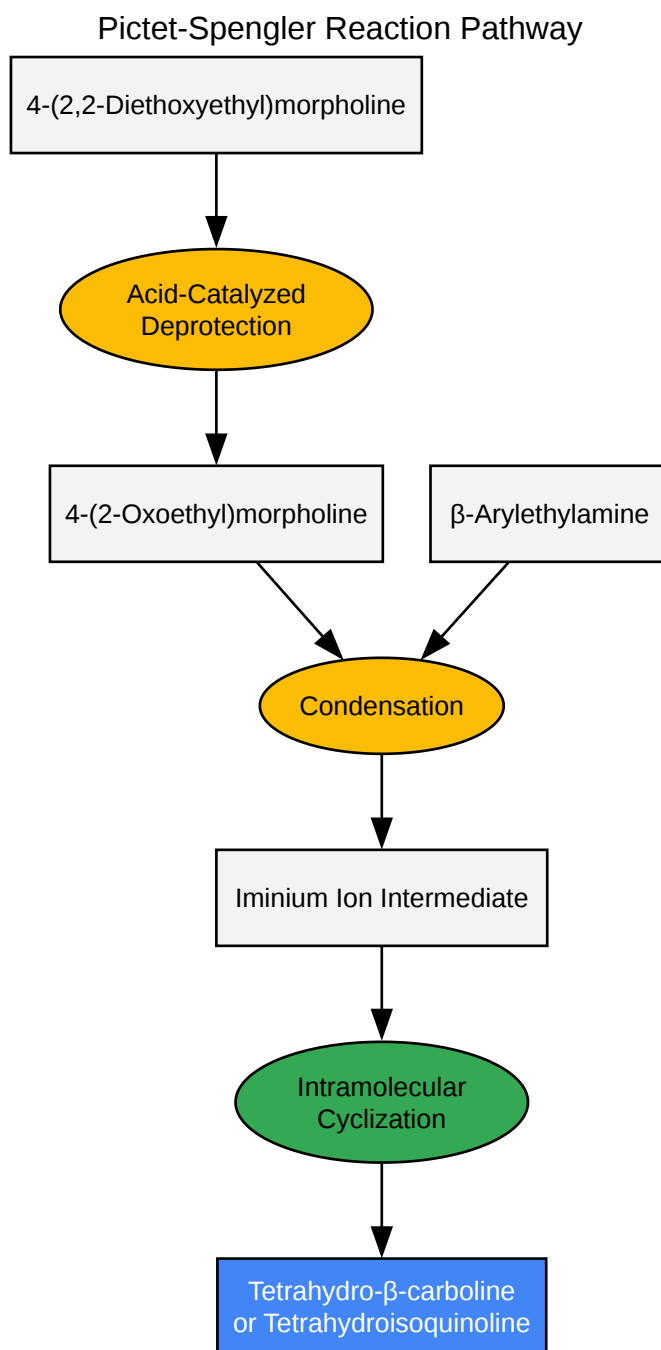 Pictet-Spengler Reaction Pathway
4-(2,2-Diethoxyethyl)morpholine
Acid-Catalyzed
Deprotection
4-(2-Oxoethyl)morpholine
β-Arylethylamine
Condensation
Iminium Ion Intermediate
Intramolecular
Cyclization
Tetrahydro-β-carboline
or Tetrahydroisoquinoline